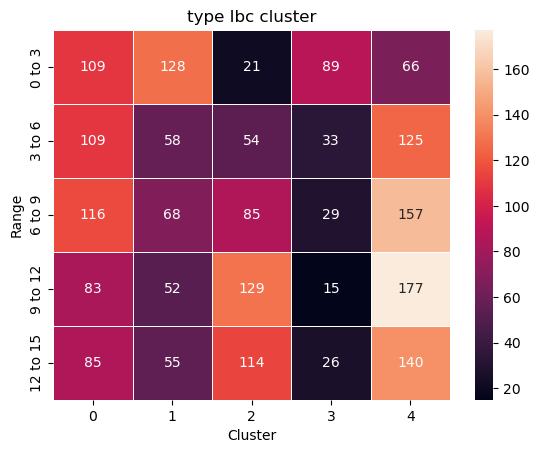 type Ibc cluster
0 to 3 109 128 21 89 66
3 to 6 109 58 54 33 125
6 to 9 116 68 85 29 157
9 to 12 83 52 129 15 177
12 to 15 85 55 114 26 140
Range
0 1 2 3 4
Cluster
160
140
120
100
80
60
40
20